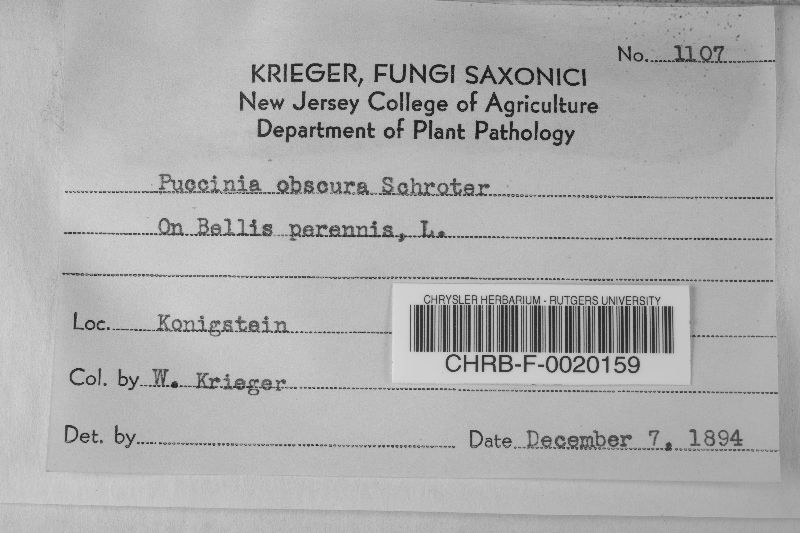 No. 1107
KRIEGER, FUNGI SAXONICI
New Jersey College of Agriculture
Department of Plant Pathology
Puccinia obscura Schroter
On Bellis perennis, L.
Loc. Konigstein
CHRYSLER HERBARIUM - RUTGERS UNIVERSITY
CHRB-F-0020159
Col. by W. Krieger
Det. by
Date December 7, 1894